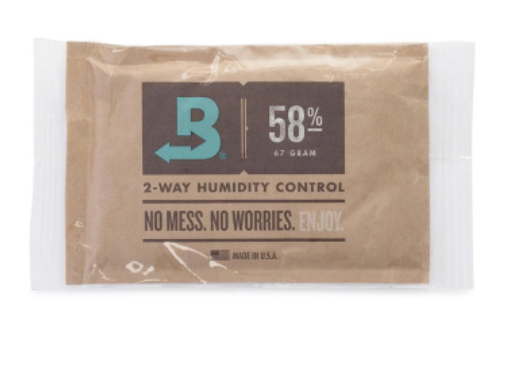 B®
58%
67 GRAM
2-WAY HUMIDITY CONTROL
NO MESS. NO WORRIES. ENJOY.
MADE IN U.S.A